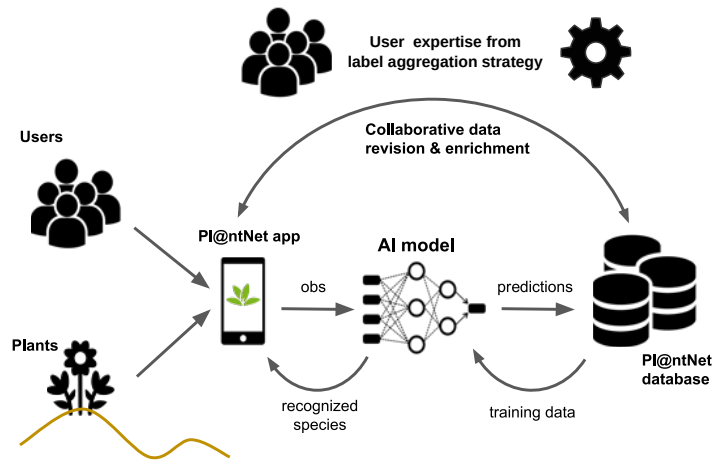 User expertise from
label aggregation strategy
Collaborative data
revision & enrichment
Users
Pl@ntNet app
AI model
obs
predictions
Plants
Pl@ntNet
database
recognized
species
training data